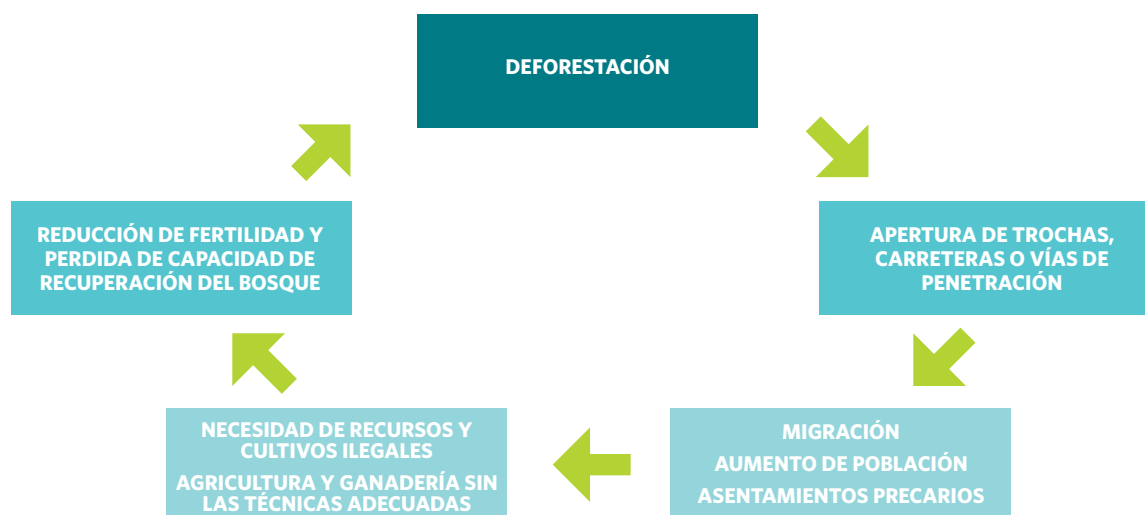 DEFORESTACIÓN
APERTURA DE TROCHAS,
CARRETERAS O VÍAS DE
PENETRACIÓN
MIGRACIÓN
AUMENTO DE POBLACIÓN
ASENTAMIENTOS PRECARIOS
NECESIDAD DE RECURSOS Y
CULTIVOS ILEGALES
AGRICULTURA Y GANADERÍA SIN
LAS TÉCNICAS ADECUADAS
REDUCCIÓN DE FERTILIDAD Y
PERDIDA DE CAPACIDAD DE
RECUPERACIÓN DEL BOSQUE